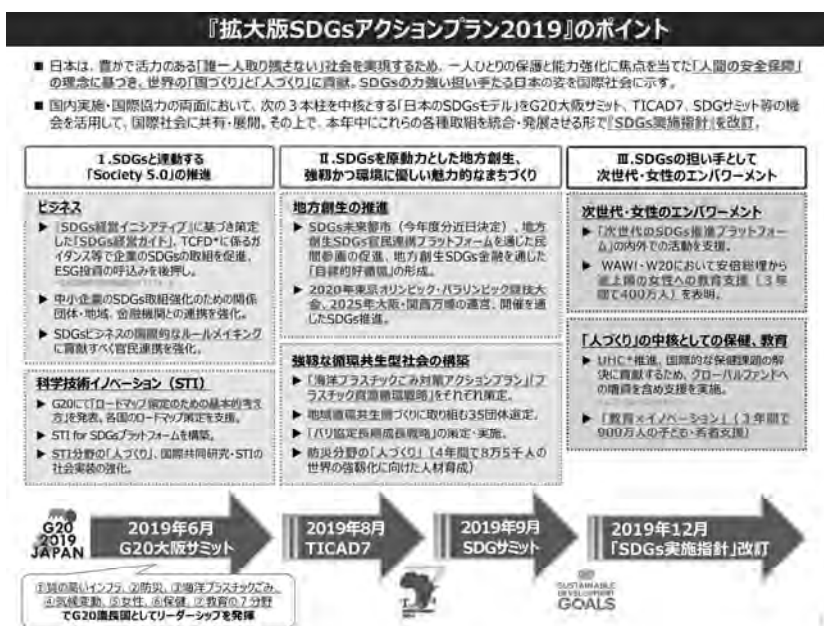 『拡大版SDGsアクションプラン2019』のポイント
■ 日本は、豊かで活力のある「誰一人取り残さない」社会を実現するため、一人ひとりの保護と能力強化に焦点を当てた「人間の安全保障」
の理念に基づき、世界の「国づくり」と「人づくり」に貢献。SDGsの力強い担い手たる日本の姿を国際社会に示す。
■ 国内実施・国際協力の両面において、次の3本柱を中核とする「日本のSDGsモデル」をG20大阪サミット、TICAD7、SDGサミット等の機
会を活用して、国際社会に共有・展開。その上で、本年中にこれらの各種取組を統合・発展させる形で『SDGs実施指針』を改訂。
Ⅰ.SDGsと連動する
「Society 5.0」の推進
ビジネス
▶ 『SDGs経営イニシアティブ』に基づき策定
した「SDGs経営ガイド」、TCFD*に係るガ
イダンス等で企業のSDGsの取組を促進、
ESG投資の呼込みを後押し。
▶ 中小企業のSDGs取組強化のための関係
団体・地域、金融機関との連携を強化。
▶ SDGsビジネスの国際的なルールメイキング
に貢献すべく官民連携を強化。
科学技術イノベーション（STI）
▶ G20にて「ロードマップ策定のための基本的考え
方」を発表、各国のロードマップ策定を支援。
▶ STI for SDGsプラットフォームを構築。
▶ STI分野の「人づくり」、国際共同研究・STIの
社会実装の強化。
Ⅱ.SDGsを原動力とした地方創生、
強靭かつ環境に優しい魅力的なまちづくり
地方創生の推進
▶ SDGs未来都市（今年度分近日決定）、地方
創生SDGs官民連携プラットフォームを通じた民
間参画の促進、地方創生SDGs金融を通じた
「自律的好循環」の形成。
▶ 2020年東京オリンピック・パラリンピック競技大
会、2025年大阪・関西万博の運営、開催を通
じたSDGs推進。
強靭な循環共生型社会の構築
▶ 「海洋プラスチックごみ対策アクションプラン」「プ
ラスチック資源循環戦略」をそれぞれ策定。
▶ 地域循環共生圏づくりに取り組む35団体選定。
▶ 「パリ協定長期成長戦略」の策定・実施。
▶ 防災分野の「人づくり」（4年間で8万5千人の
世界の強靭化に向けた人材育成）
Ⅲ.SDGsの担い手として
次世代・女性のエンパワーメント
次世代・女性のエンパワーメント
▶ 「次世代のSDGs推進プラットフォー
ム」の内外での活動を支援。
▶ WAW!・W20において安倍総理から
途上国の女性への教育支援（3年
間で400万人）を表明。
「人づくり」の中核としての保健、教育
▶ UHC*推進、国際的な保健課題の解
決に貢献するため、グローバルファンドへ
の増資を含め支援を実施。
▶ 「教育×イノベーション」（3年間で
900万人の子ども・若者支援）
G20
2019
JAPAN
2019年6月
G20大阪サミット
2019年8月
TICAD7
2019年9月
SDGサミット
2019年12月
「SDGs実施指針」改訂
①質の高いインフラ、②防災、③海洋プラスチックごみ、
④気候変動、⑤女性、⑥保健、⑦教育の7分野
でG20議長国としてリーダーシップを発揮
SUSTAINABLE
DEVELOPMENT
GOALS